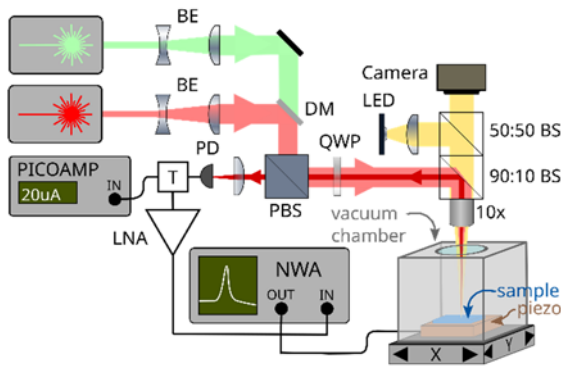 BE
BE
DM
Camera
LED
50:50 BS
PD
QWP
90:10 BS
PICOAMP
20uA
IN
T
PBS
10x
vacuum
chamber
LNA
NWA
OUT
IN
sample
piezo
X
Y